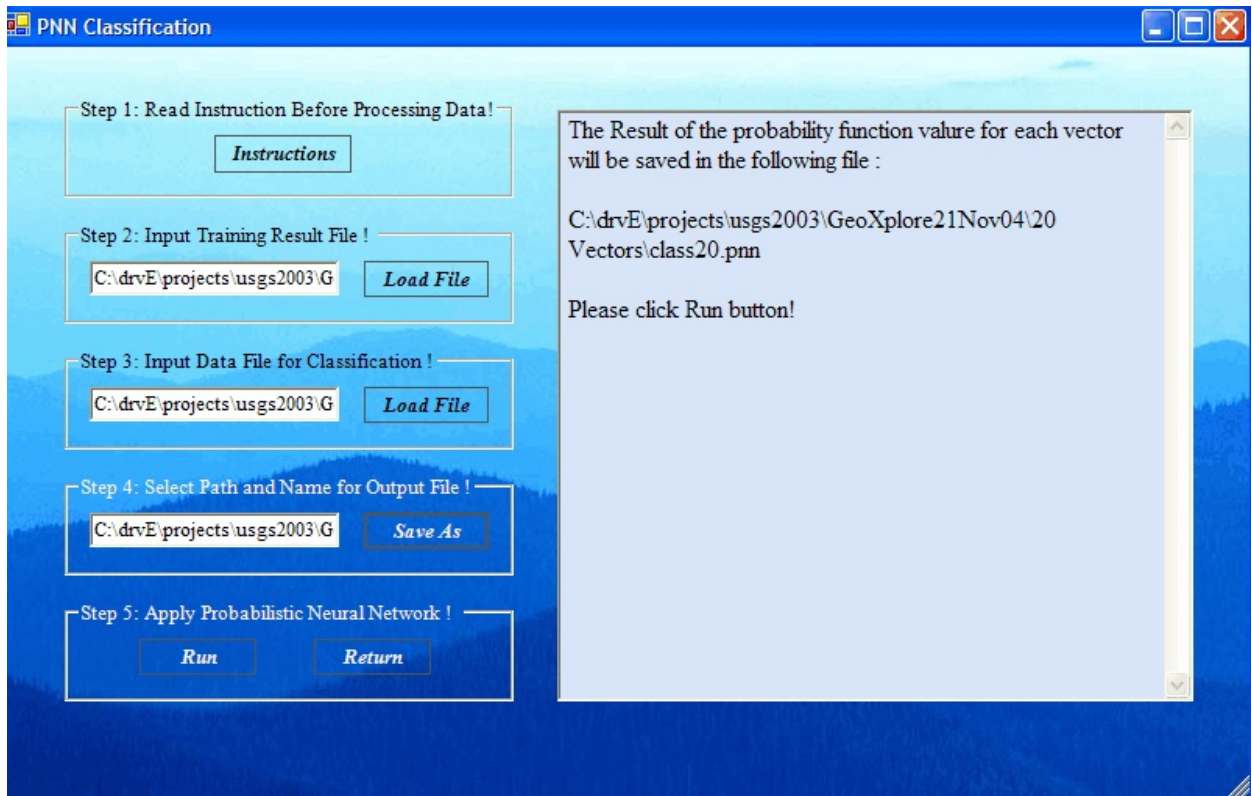 PNN Classification
Step 1: Read Instruction Before Processing Data!
Instructions
Step 2: Input Training Result File !
C:\drvE\projects\usgs2003\G
Load File
Step 3: Input Data File for Classification !
C:\drvE\projects\usgs2003\G
Load File
Step 4: Select Path and Name for Output File !
C:\drvE\projects\usgs2003\G
Save As
Step 5: Apply Probabilistic Neural Network !
Run
Return
The Result of the probability function valure for each vector
will be saved in the following file :
C:\drvE\projects\usgs2003\GeoXplore21Nov04\20
Vectors\class20.pnn
Please click Run button!